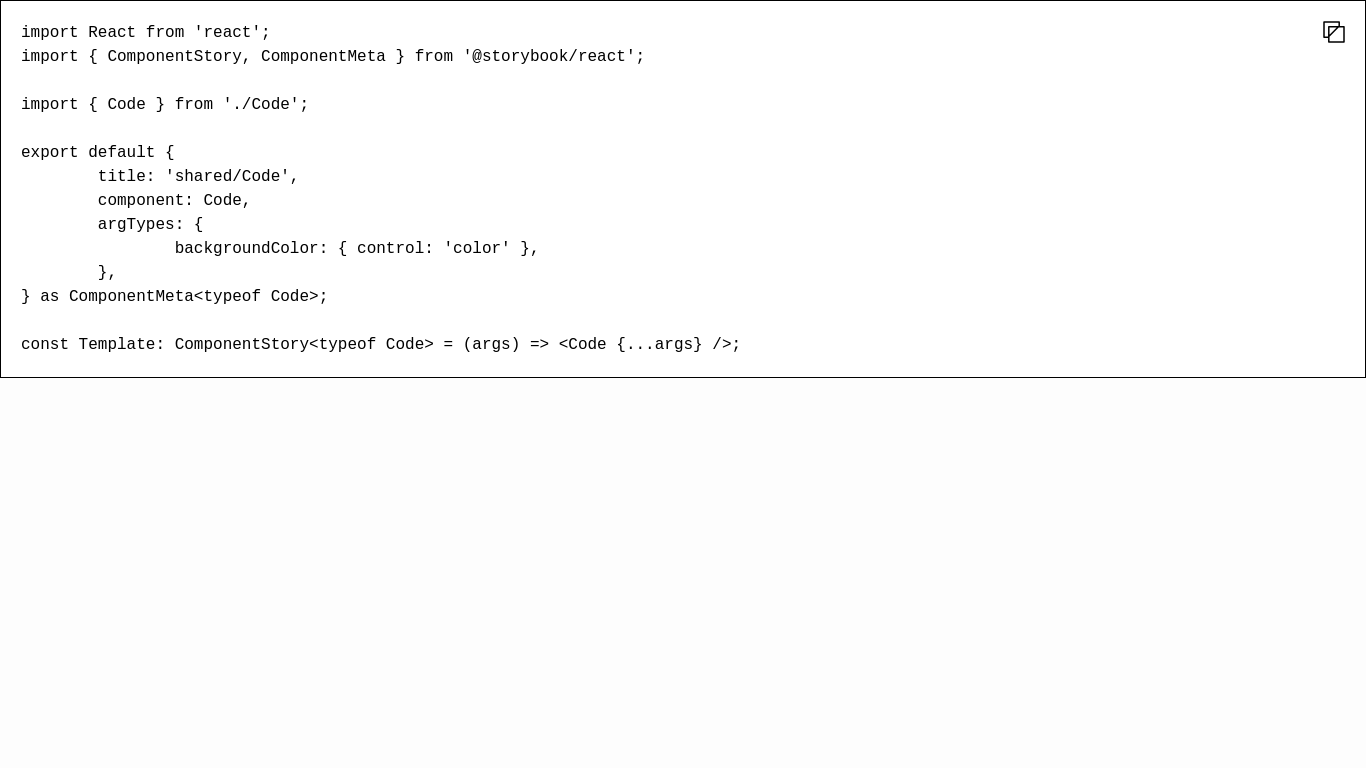 import React from 'react';
import { ComponentStory, ComponentMeta } from '@storybook/react';

import { Code } from './Code';

export default {
        title: 'shared/Code',
        component: Code,
        argTypes: {
                backgroundColor: { control: 'color' },
        },
} as ComponentMeta<typeof Code>;

const Template: ComponentStory<typeof Code> = (args) => <Code {...args} />;